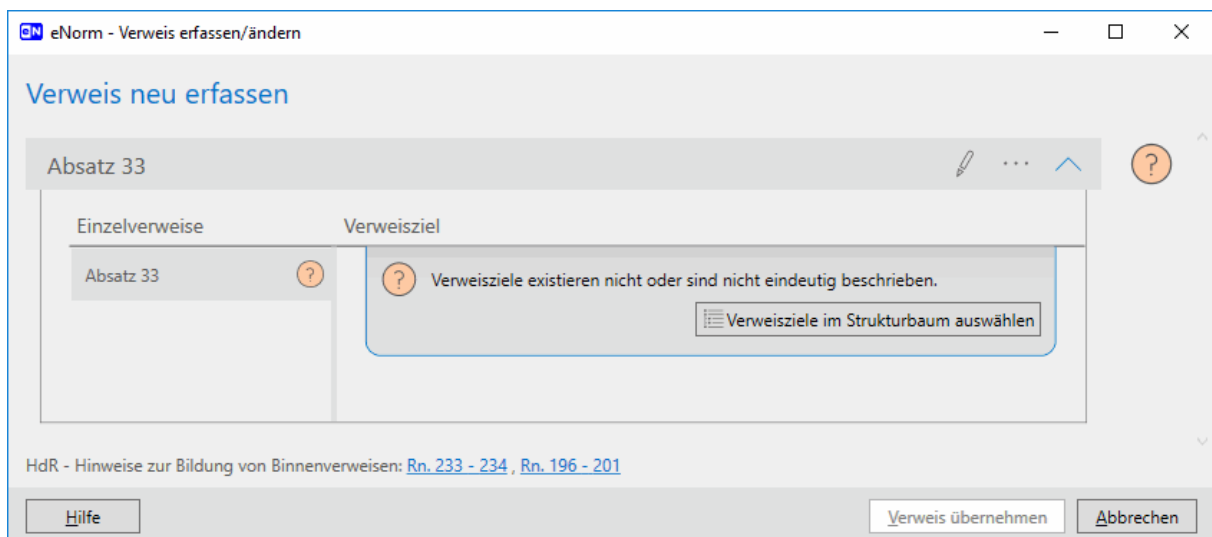 eN eNorm - Verweis erfassen/ändern
Verweis neu erfassen
Absatz 33
?
Einzelverweise Verweisziel
Absatz 33 ? ? Verweisziele existieren nicht oder sind nicht eindeutig beschrieben.
Verweisziele im Strukturbaum auswählen
HdR - Hinweise zur Bildung von Binnenverweisen: Rn. 233 - 234 , Rn. 196 - 201
Hilfe Verweis übernehmen Abbrechen